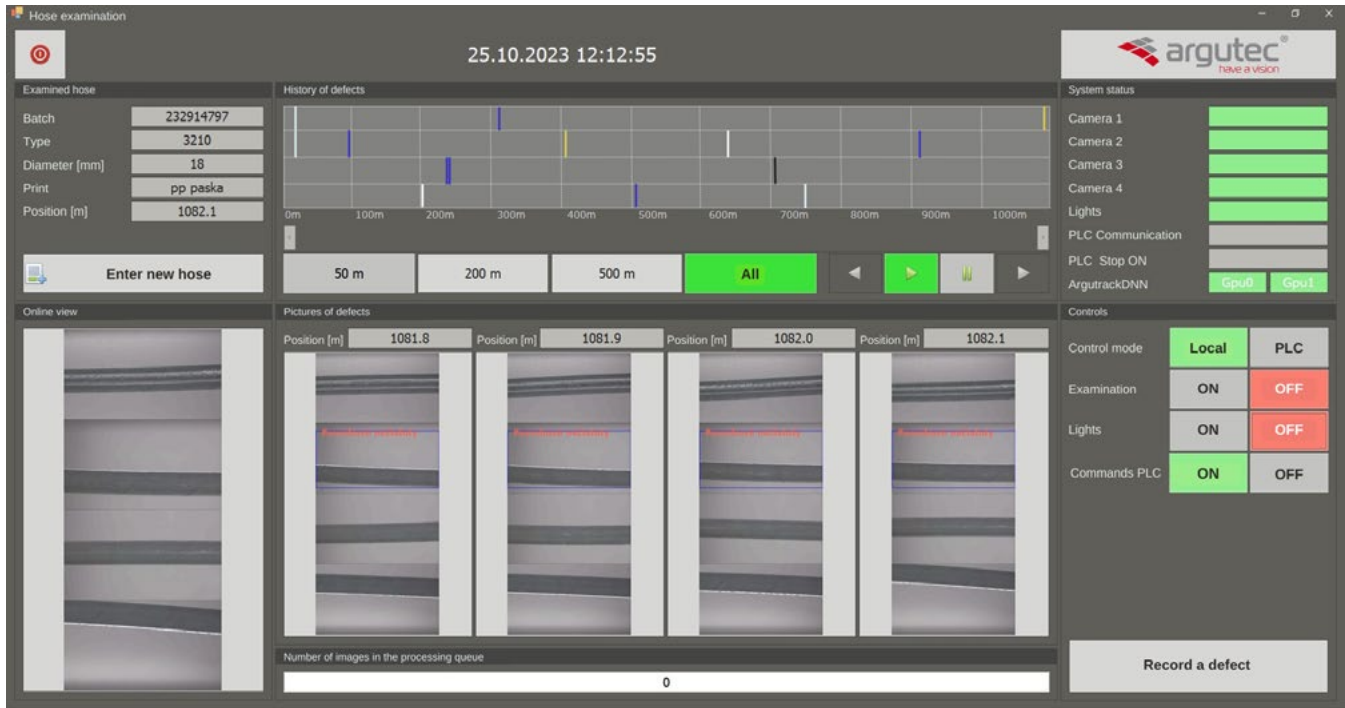 Hose examination
25.10.2023 12:12:55
argutec®
have a vision
Examined hose
Batch 232914797
Type 3210
Diameter [mm] 18
Print pp paska
Position [m] 1082.1
Enter new hose
History of defects
0m 100m 200m 300m 400m 500m 600m 700m 800m 900m 1000m
50 m 200 m 500 m All
System status
Camera 1
Camera 2
Camera 3
Camera 4
Lights
PLC Communication
PLC Stop ON
ArgutrackDNN Gpu0 Gpu1
Online view
Pictures of defects
Position [m] 1081.8 Position [m] 1081.9 Position [m] 1082.0 Position [m] 1082.1
Number of images in the processing queue
0
Controls
Control mode Local PLC
Examination ON OFF
Lights ON OFF
Commands PLC ON OFF
Record a defect